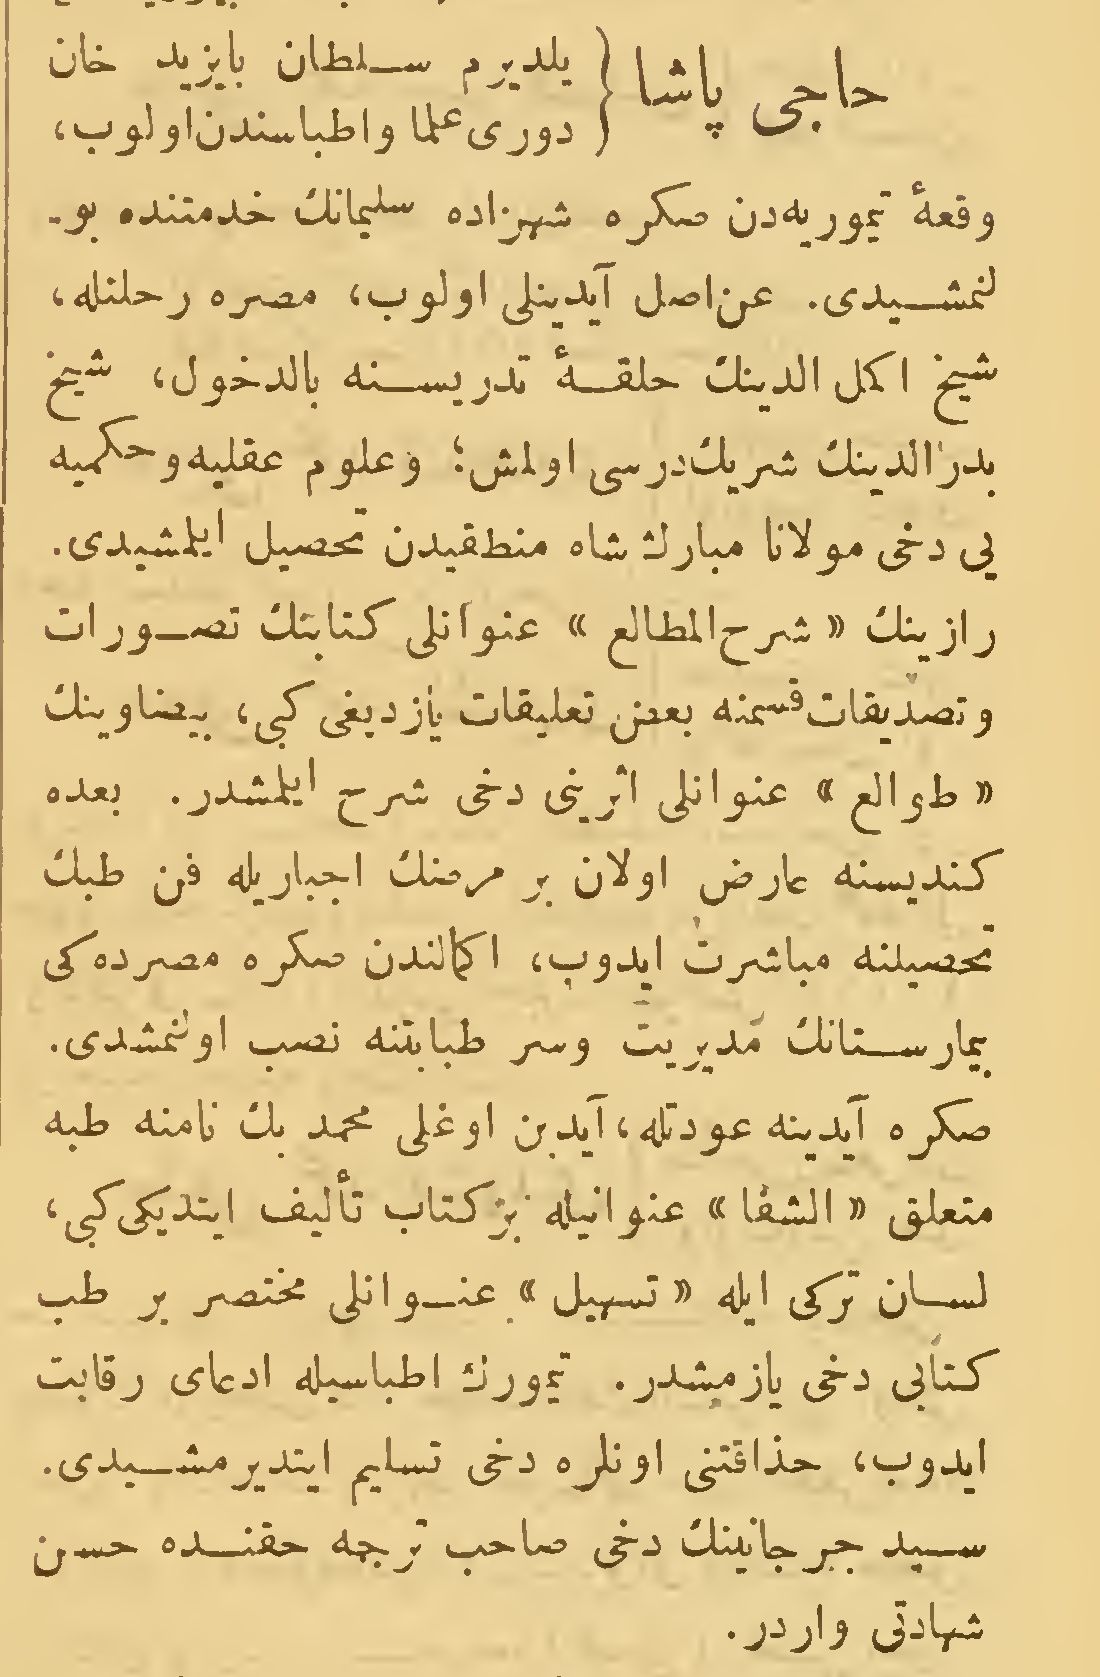 حاجی پاشا { یلدیرم سلطان بایزید خان
دوری علما واطباسندن اولوب،
وقعهٔ تیموریه‌دن صکره شهزاده سلیمانك خدمتنده بو-
لنمشیدی. عن‌اصل آیدینلی اولوب، مصره رحلتله،
شیخ اکمل الدینك حلقهٔ تدریسنه بالدخول، شیخ
بدرالدینك شریك‌درسی اولمش؛ وعلوم عقلیه‌وحکمیه
یی دخی مولانا مبارك شاه منطقیدن تحصیل ایلمشیدی.
رازینك « شرح‌المطالع » عنوانلی کتابنك تصورات
وتصدیقات‌قسمنه بعض تعلیقات یازدیغی کبی، بیضاوینك
« طوالع » عنوانلی اثرینی دخی شرح ایلمشدر. بعده
کندیسنه عارض اولان بر مرضك اجباریله فن طبك
تحصیلنه مباشرت ایدوب، اکمالندن صکره مصرده‌کی
بیمارستانك مدیریت وسر طبابتنه نصب اولنمشدی.
صکره آیدینه عودتله، آیدین اوغلی محمد بك نامنه طبه
متعلق « الشفا » عنوانیله بر کتاب تألیف ایتدیکی‌کبی،
لسان ترکی ایله « تسهیل » عنوانلی مختصر بر طب
کتابی دخی یازمشدر. تیمورك اطباسیله ادعای رقابت
ایدوب، حذاقتنی اونلره دخی تسلیم ایتدیرمشیدی.
سید جرجانینك دخی صاحب ترجمه حقنده حسن
شهادتی واردر.